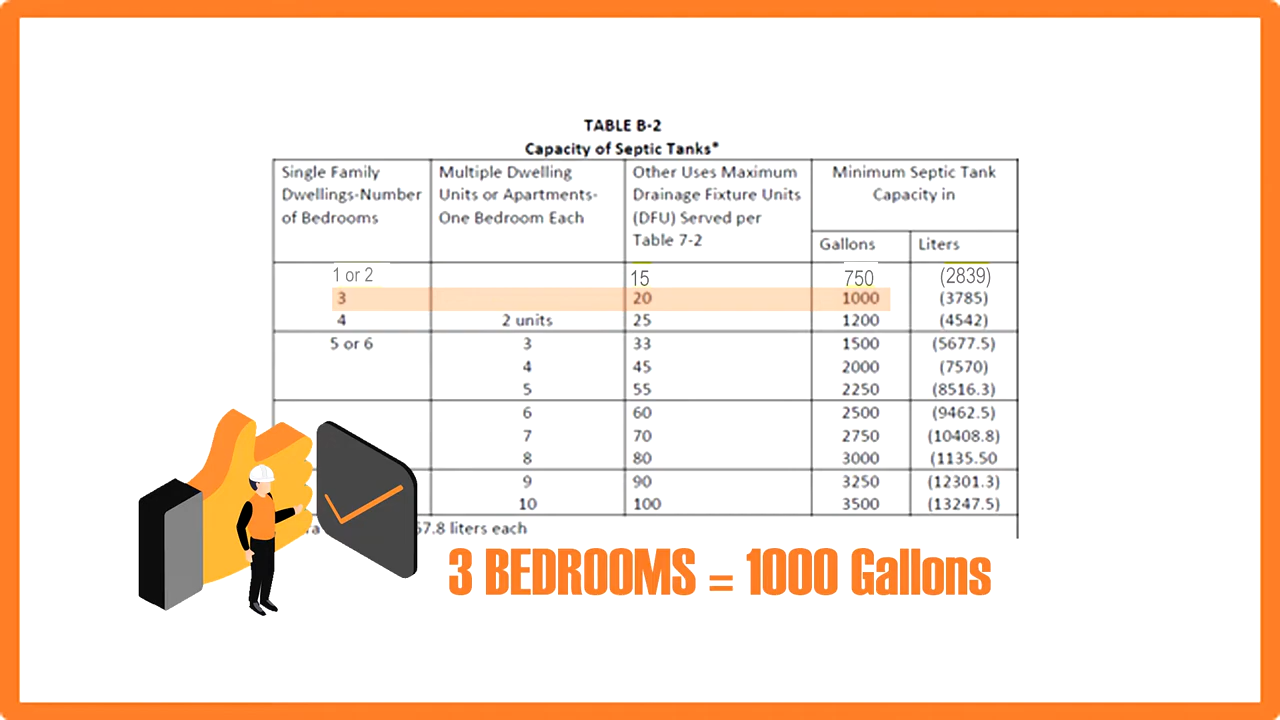 TABLE B-2
Capacity of Septic Tanks*
Single Family Dwellings-Number of Bedrooms
Multiple Dwelling Units or Apartments-One Bedroom Each
Other Uses Maximum Drainage Fixture Units (DFU) Served per Table 7-2
Minimum Septic Tank Capacity in
Gallons Liters
1 or 2 15 750 (2839)
3 20 1000 (3785)
4 2 units 25 1200 (4542)
5 or 6 3 33 1500 (5677.5)
4 45 2000 (7570)
5 55 2250 (8516.3)
6 60 2500 (9462.5)
7 70 2750 (10408.8)
8 80 3000 (1135.50
9 90 3250 (12301.3)
10 100 3500 (13247.5)
57.8 liters each
3 BEDROOMS = 1000 Gallons